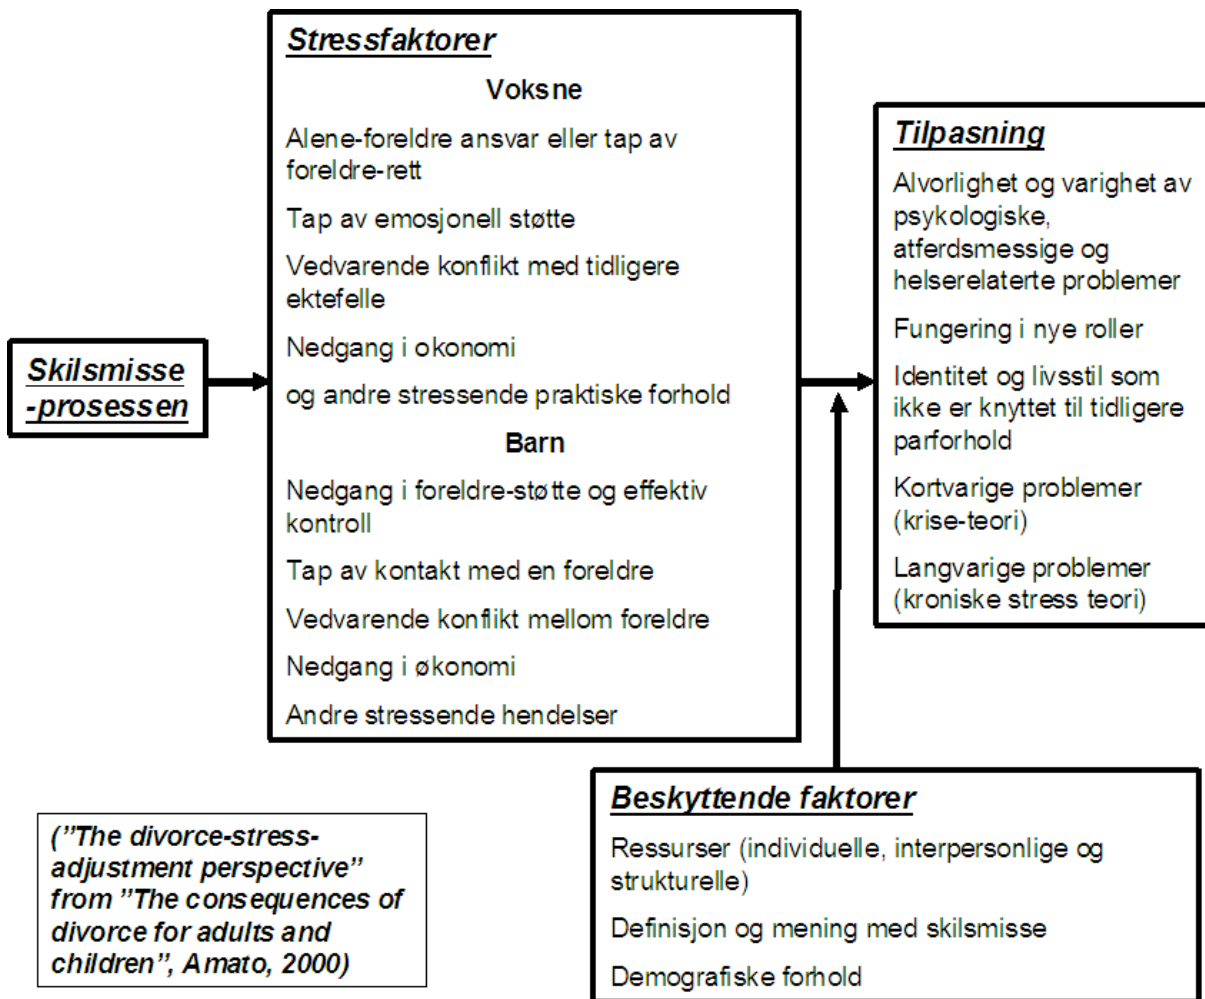 Skilsmisse
-prosessen
Stressfaktorer
Voksne
Alene-foreldre ansvar eller tap av
foreldre-rett
Tap av emosjonell støtte
Vedvarende konflikt med tidligere
ektefelle
Nedgang i okonomi
og andre stressende praktiske forhold
Barn
Nedgang i foreldre-støtte og effektiv
kontroll
Tap av kontakt med en foreldre
Vedvarende konflikt mellom foreldre
Nedgang i økonomi
Andre stressende hendelser
Tilpasning
Alvorlighet og varighet av
psykologiske,
atferdsmessige og
helserelaterte problemer
Fungering i nye roller
Identitet og livsstil som
ikke er knyttet til tidligere
parforhold
Kortvarige problemer
(krise-teori)
Langvarige problemer
(kroniske stress teori)
Beskyttende faktorer
Ressurser (individuelle, interpersonlige og
strukturelle)
Definisjon og mening med skilsmisse
Demografiske forhold
(”The divorce-stress-
adjustment perspective”
from ”The consequences of
divorce for adults and
children”, Amato, 2000)